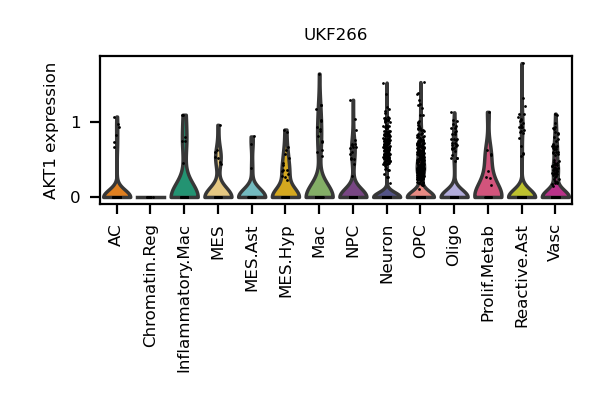 UKF266
AKT1 expression
1
0
AC
Chromatin.Reg
Inflammatory.Mac
MES
MES.Ast
MES.Hyp
Mac
NPC
Neuron
OPC
Oligo
Prolif.Metab
Reactive.Ast
Vasc